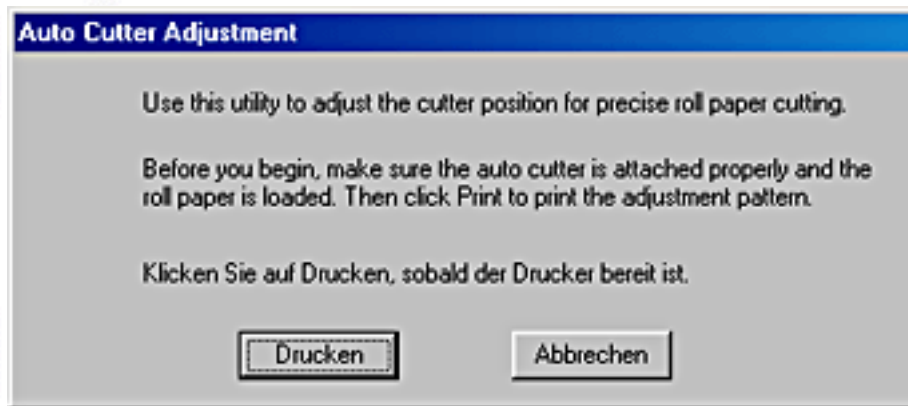 Auto Cutter Adjustment
Use this utility to adjust the cutter position for precise roll paper cutting.
Before you begin, make sure the auto cutter is attached properly and the
roll paper is loaded. Then click Print to print the adjustment pattern.
Klicken Sie auf Drucken, sobald der Drucker bereit ist.
Drucken
Abbrechen